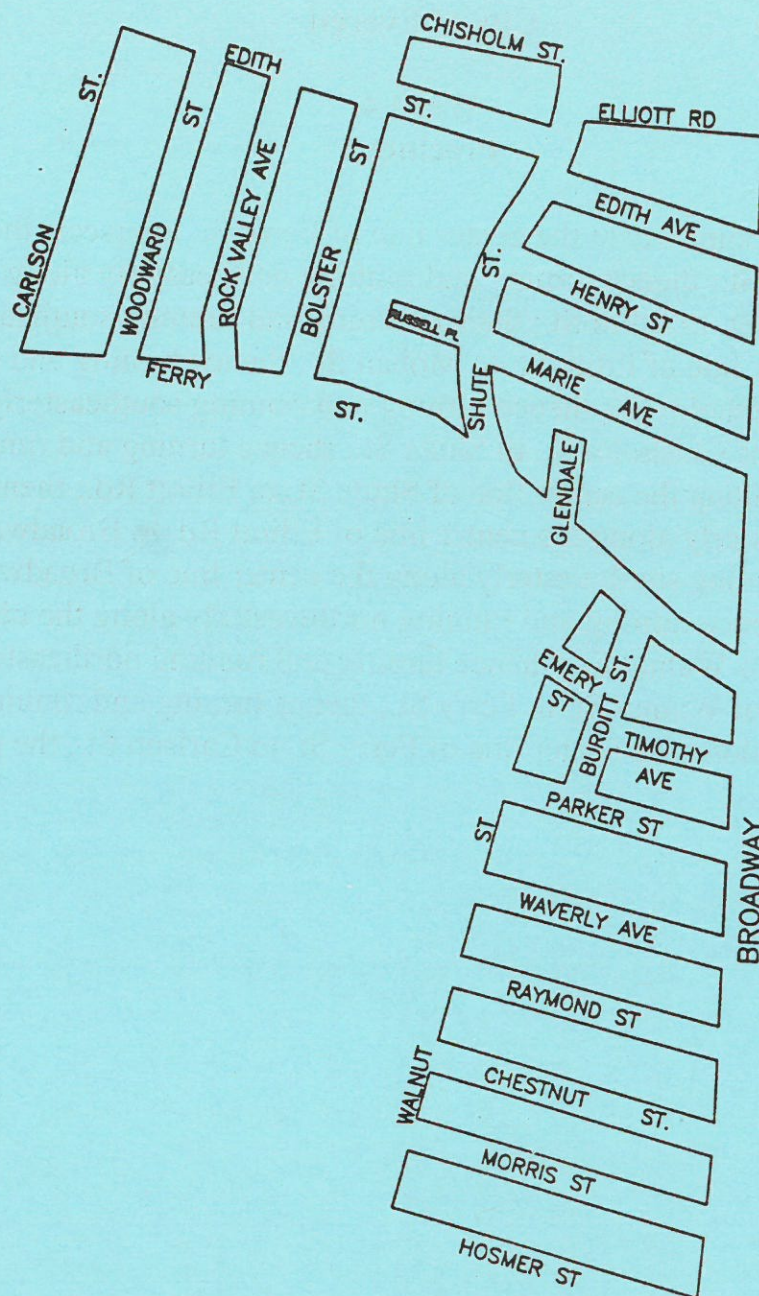 CHISHOLM ST.
EDITH ST.
ELLIOTT RD
CARLSON ST.
WOODWARD ST
ROCK VALLEY AVE
BOLSTER ST
EDITH AVE
HENRY ST
RUSSELL PL
SHUTE ST.
MARIE AVE
FERRY ST.
GLENDALE
EMERY ST
BURDITT ST.
TIMOTHY AVE
PARKER ST
BROADWAY
WAVERLY AVE
RAYMOND ST
WALNUT ST
CHESTNUT ST.
MORRIS ST
HOSMER ST